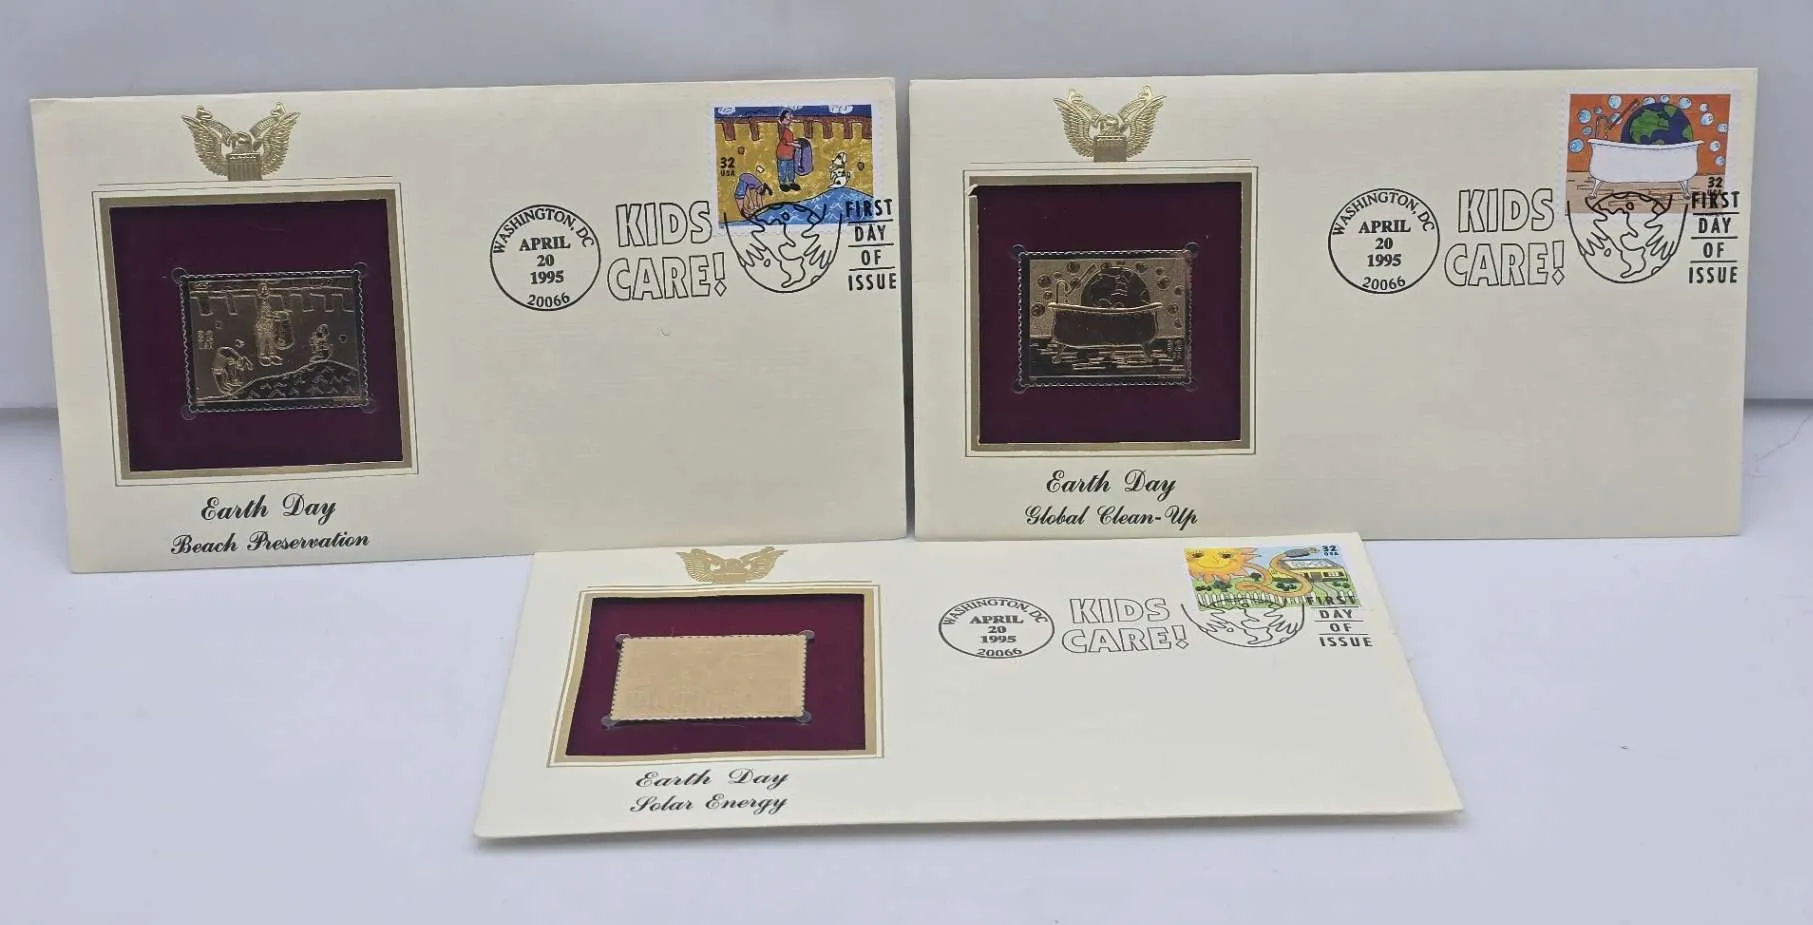 32
USA
WASHINGTON, DC
APRIL
20
1995
20066
KIDS
CARE!
FIRST
DAY
OF
ISSUE
Earth Day
Beach Preservation
32
WASHINGTON, DC
APRIL
20
1995
20066
KIDS
CARE!
FIRST
DAY
OF
ISSUE
Earth Day
Global Clean-Up
32
USA
WASHINGTON, DC
APRIL
20
1995
20066
KIDS
CARE!
FIRST
DAY
OF
ISSUE
Earth Day
Solar Energy